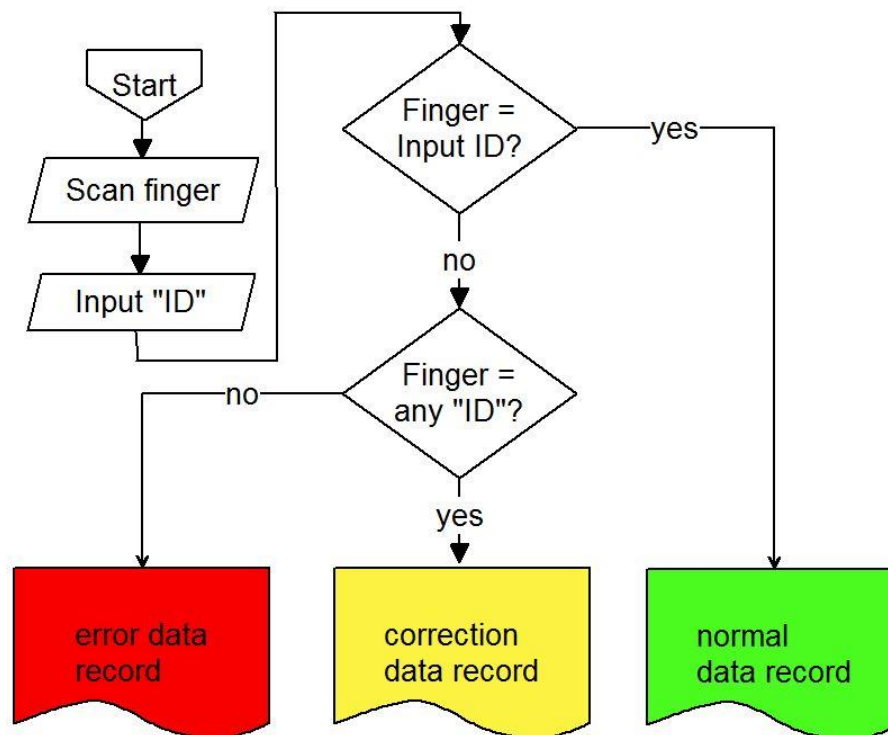 Start
Scan finger
Input "ID"
Finger =
Input ID?
yes
no
Finger =
any "ID"?
no
yes
error data
record
correction
data record
normal
data record